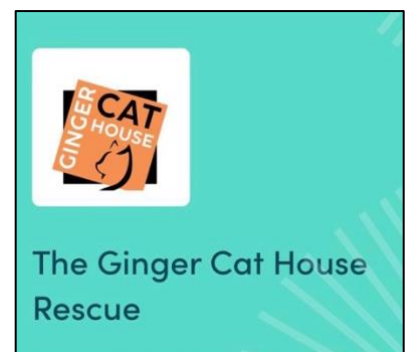 GINGER
CAT
HOUSE
The Ginger Cat House
Rescue